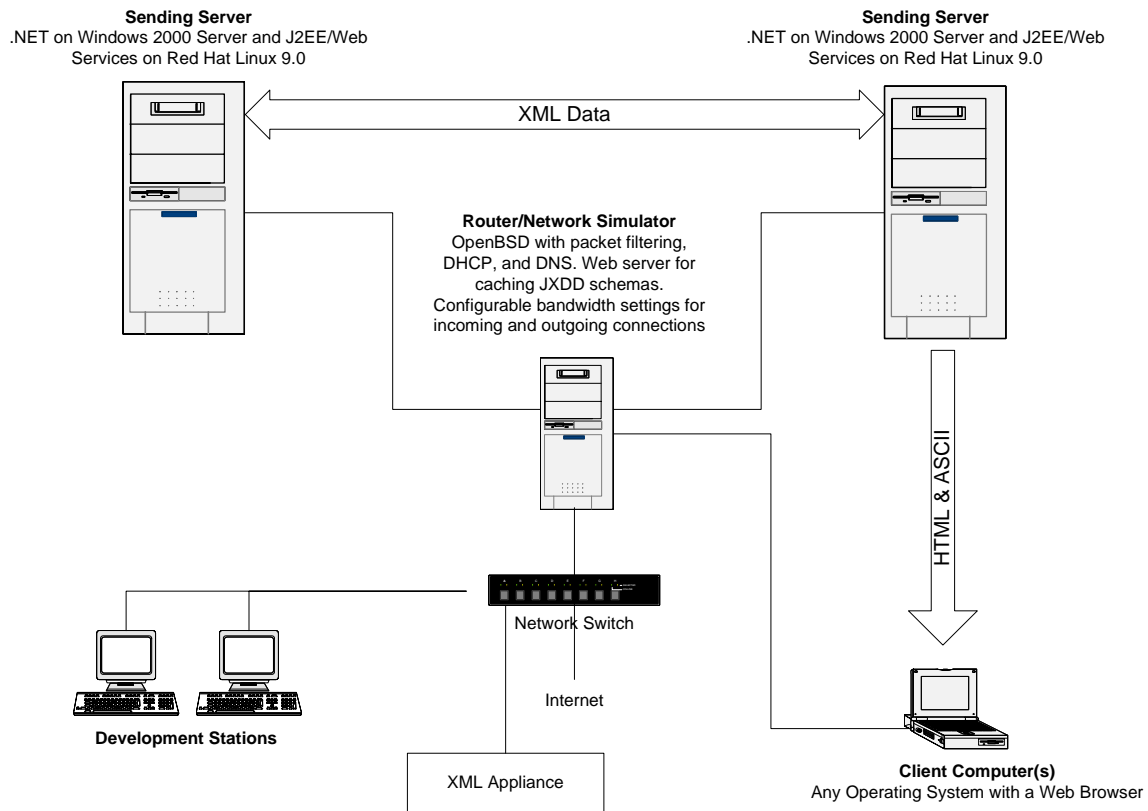 Sending Server
.NET on Windows 2000 Server and J2EE/Web
Services on Red Hat Linux 9.0
Sending Server
.NET on Windows 2000 Server and J2EE/Web
Services on Red Hat Linux 9.0
XML Data
Router/Network Simulator
OpenBSD with packet filtering,
DHCP, and DNS. Web server for
caching JXDD schemas.
Configurable bandwidth settings for
incoming and outgoing connections
HTML & ASCII
Network Switch
Internet
Development Stations
XML Appliance
Client Computer(s)
Any Operating System with a Web Browser